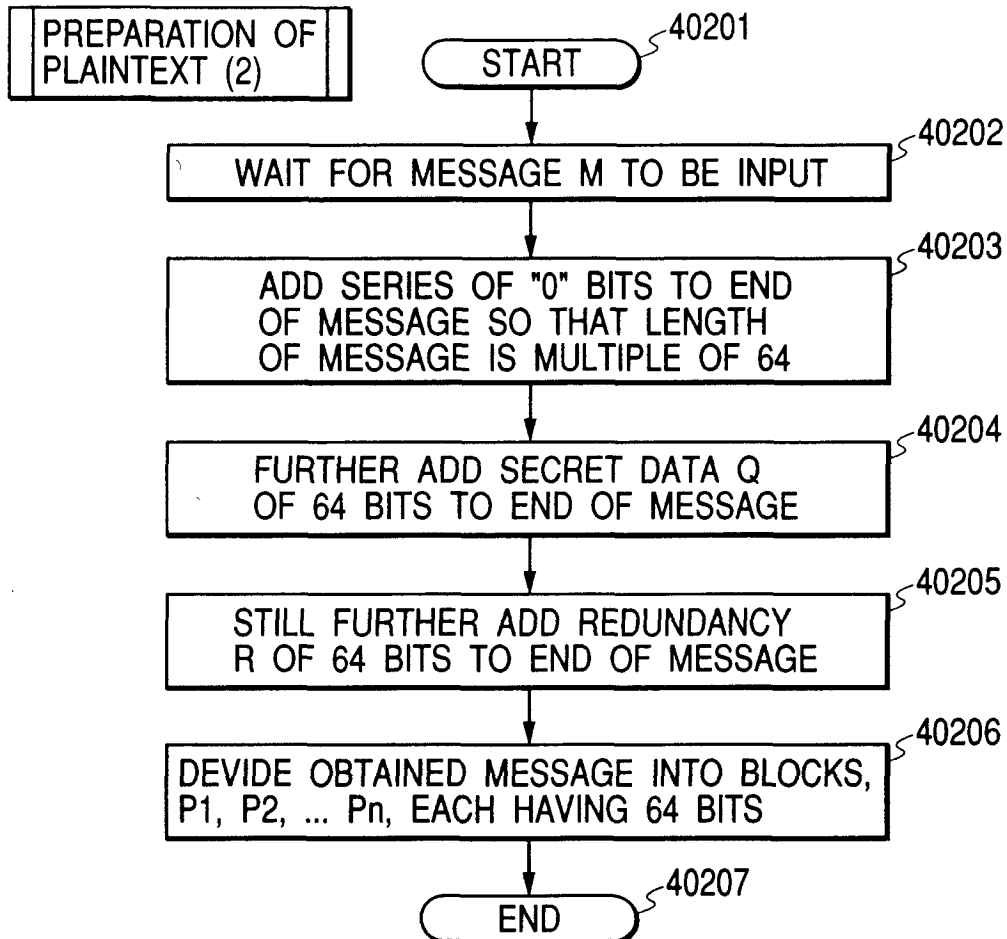 PREPARATION OF
PLAINTEXT (2)
START
40201
WAIT FOR MESSAGE M TO BE INPUT
40202
ADD SERIES OF "0" BITS TO END
OF MESSAGE SO THAT LENGTH
OF MESSAGE IS MULTIPLE OF 64
40203
FURTHER ADD SECRET DATA Q
OF 64 BITS TO END OF MESSAGE
40204
STILL FURTHER ADD REDUNDANCY
R OF 64 BITS TO END OF MESSAGE
40205
DEVIDE OBTAINED MESSAGE INTO BLOCKS,
P1, P2, ... Pn, EACH HAVING 64 BITS
40206
END
40207